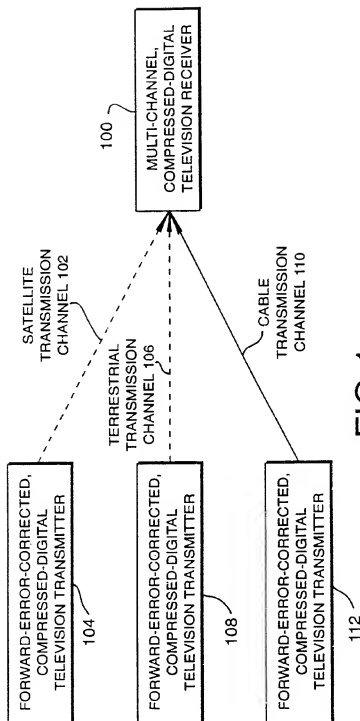 FORWARD-ERROR-CORRECTED,
COMPRESSED-DIGITAL
TELEVISION TRANSMITTER
104
SATELLITE
TRANSMISSION
CHANNEL 102
FORWARD-ERROR-CORRECTED,
COMPRESSED-DIGITAL
TELEVISION TRANSMITTER
108
TERRESTRIAL
TRANSMISSION
CHANNEL 106
FORWARD-ERROR-CORRECTED,
COMPRESSED-DIGITAL
TELEVISION TRANSMITTER
112
CABLE
TRANSMISSION
CHANNEL 110
100
MULTI-CHANNEL,
COMPRESSED-DIGITAL
TELEVISION RECEIVER